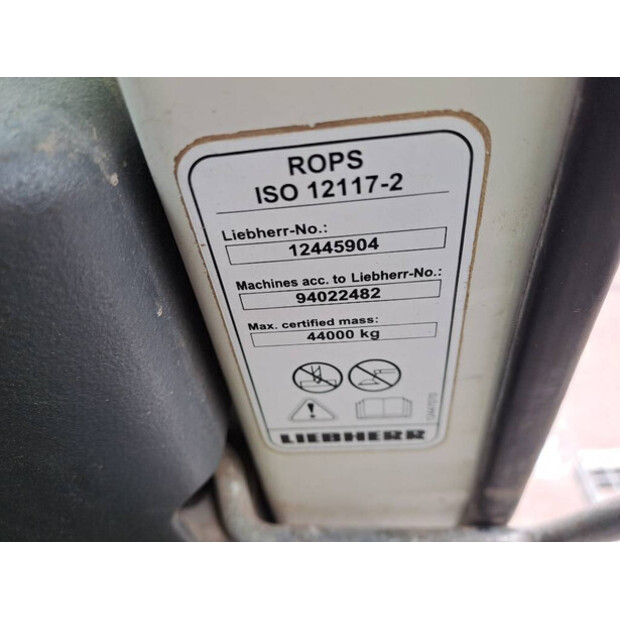 ROPS
ISO 12117-2
Liebherr-No.:
12445904
Machines acc. to Liebherr-No.:
94022482
Max. certified mass:
44000 kg
LIEBHERR